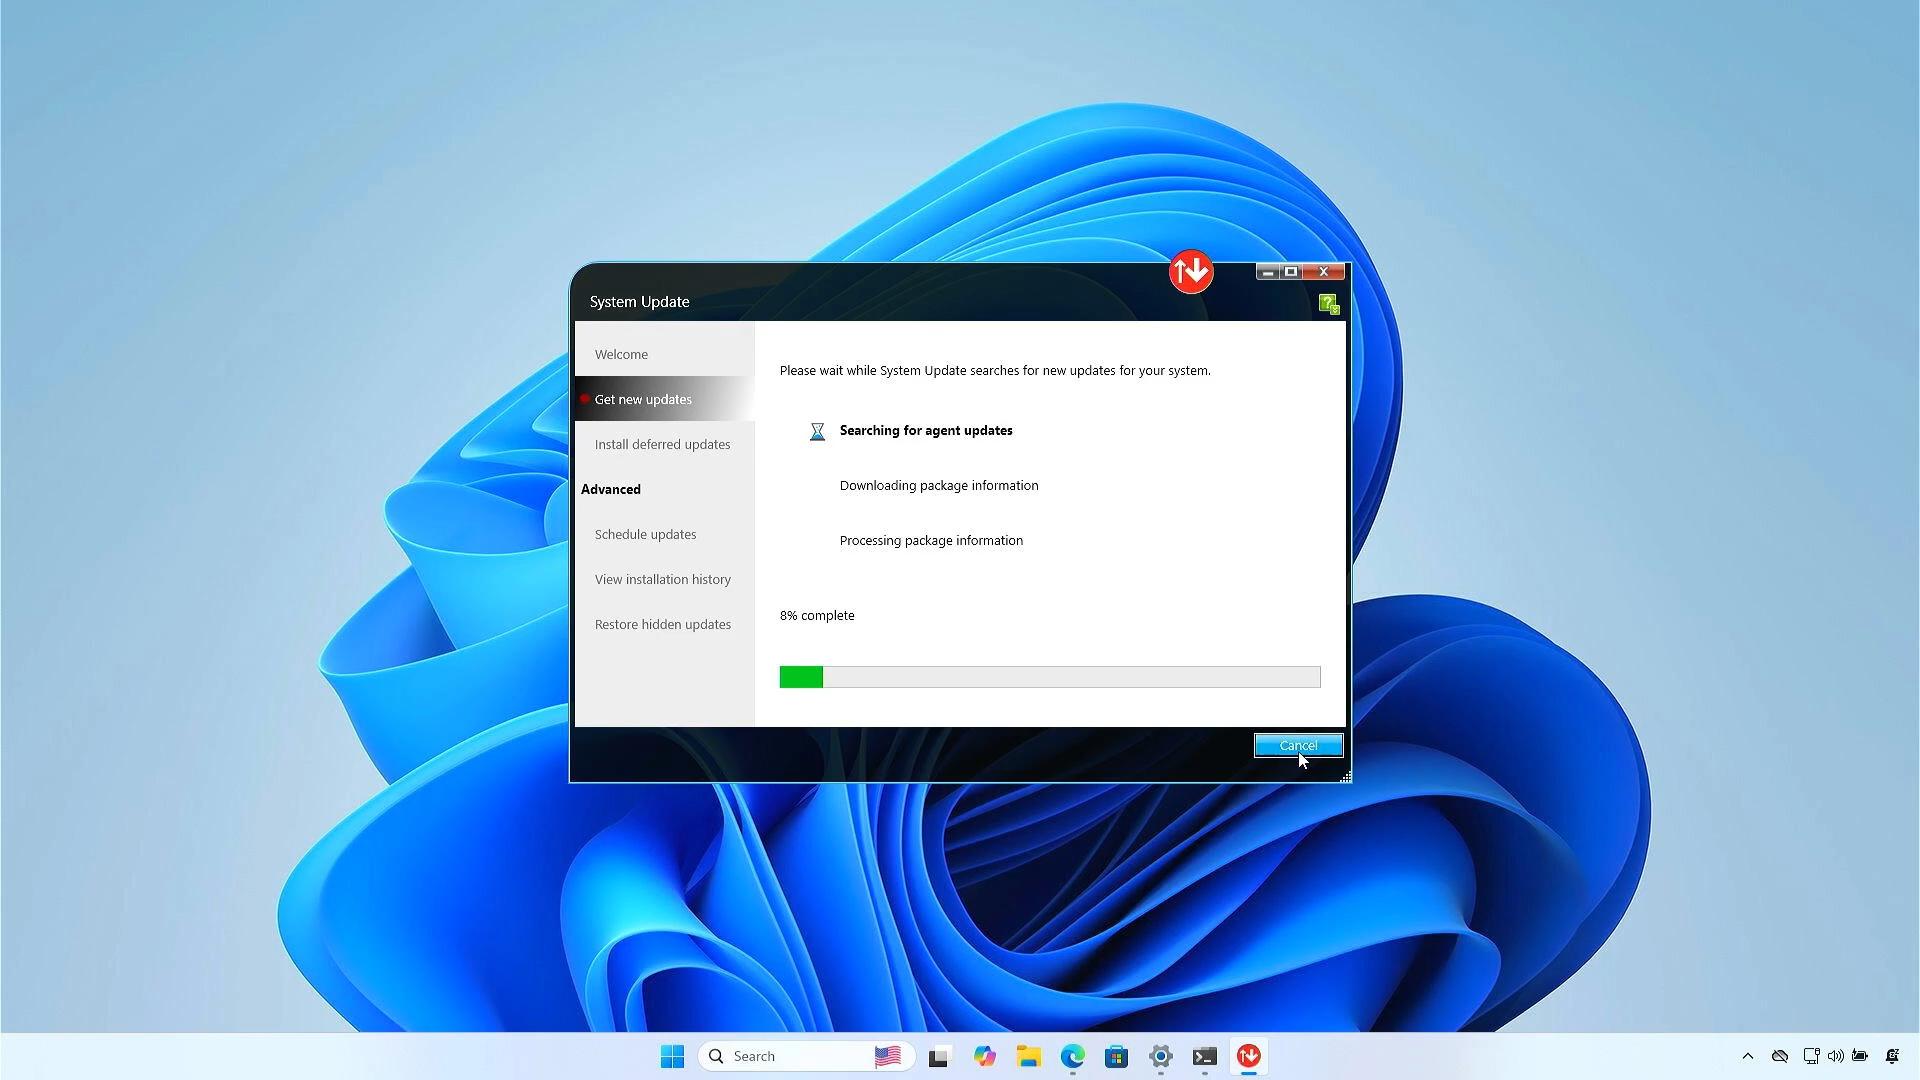 System Update
Welcome
Get new updates
Install deferred updates
Advanced
Schedule updates
View installation history
Restore hidden updates
Please wait while System Update searches for new updates for your system.
Searching for agent updates
Downloading package information
Processing package information
8% complete
Cancel
Search